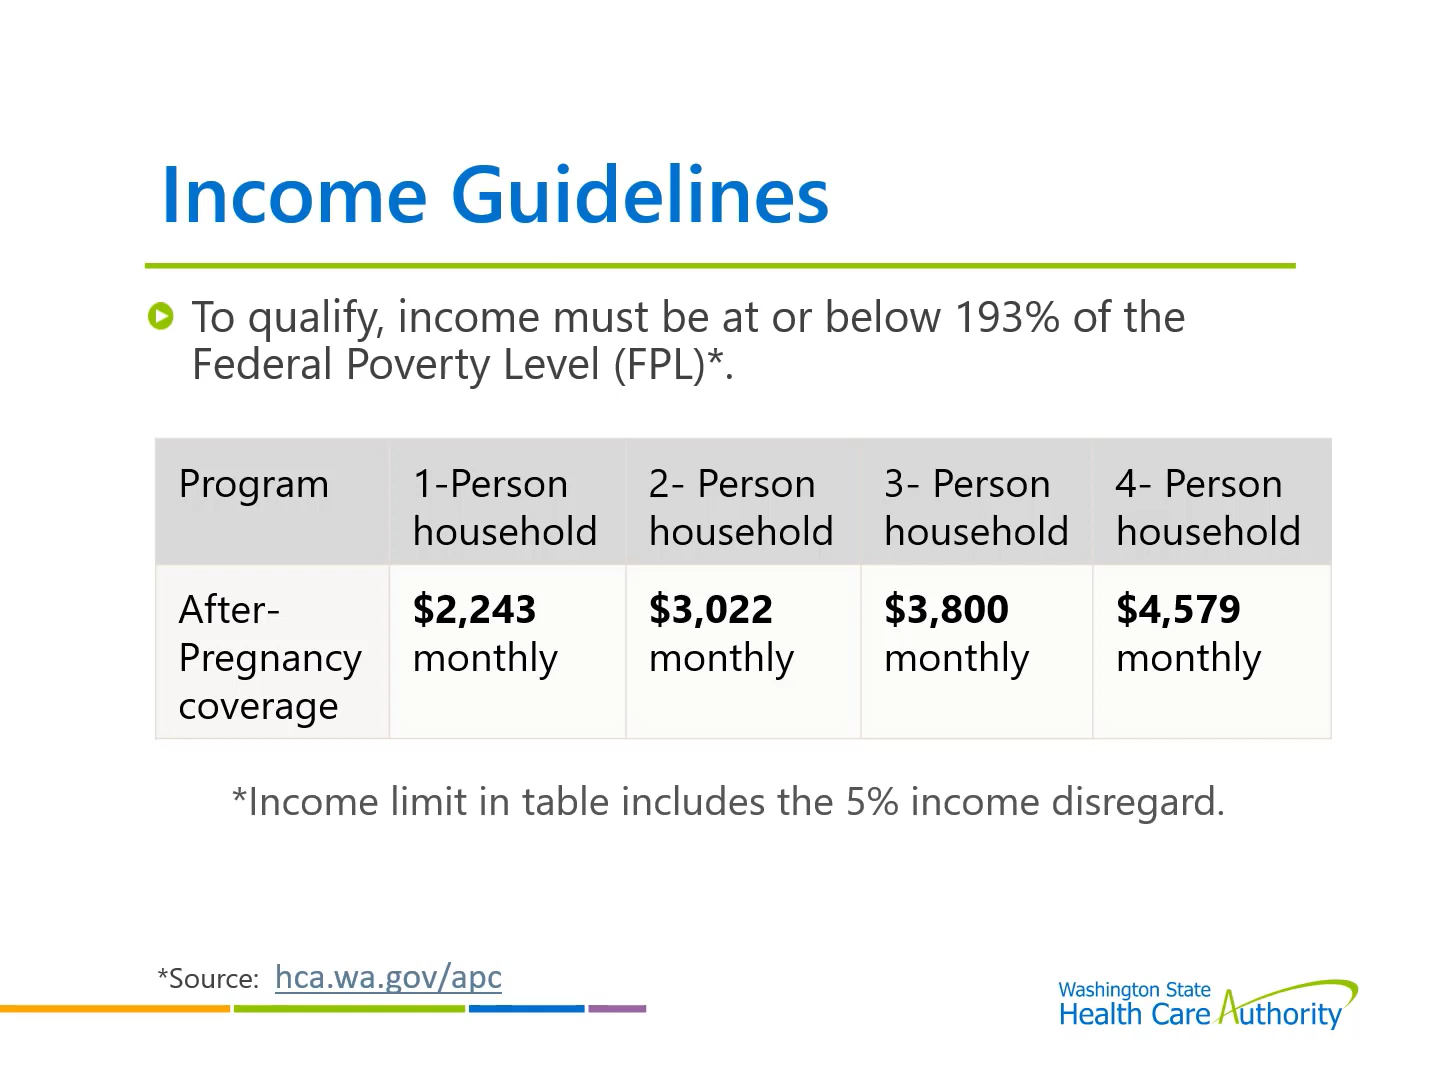 Income Guidelines
To qualify, income must be at or below 193% of the
Federal Poverty Level (FPL)*.
Program
1-Person
household
2- Person
household
3- Person
household
4- Person
household
After-
Pregnancy
coverage
$2,243
monthly
$3,022
monthly
$3,800
monthly
$4,579
monthly
*Income limit in table includes the 5% income disregard.
*Source: hca.wa.gov/apc
Washington State
Health Care Authority